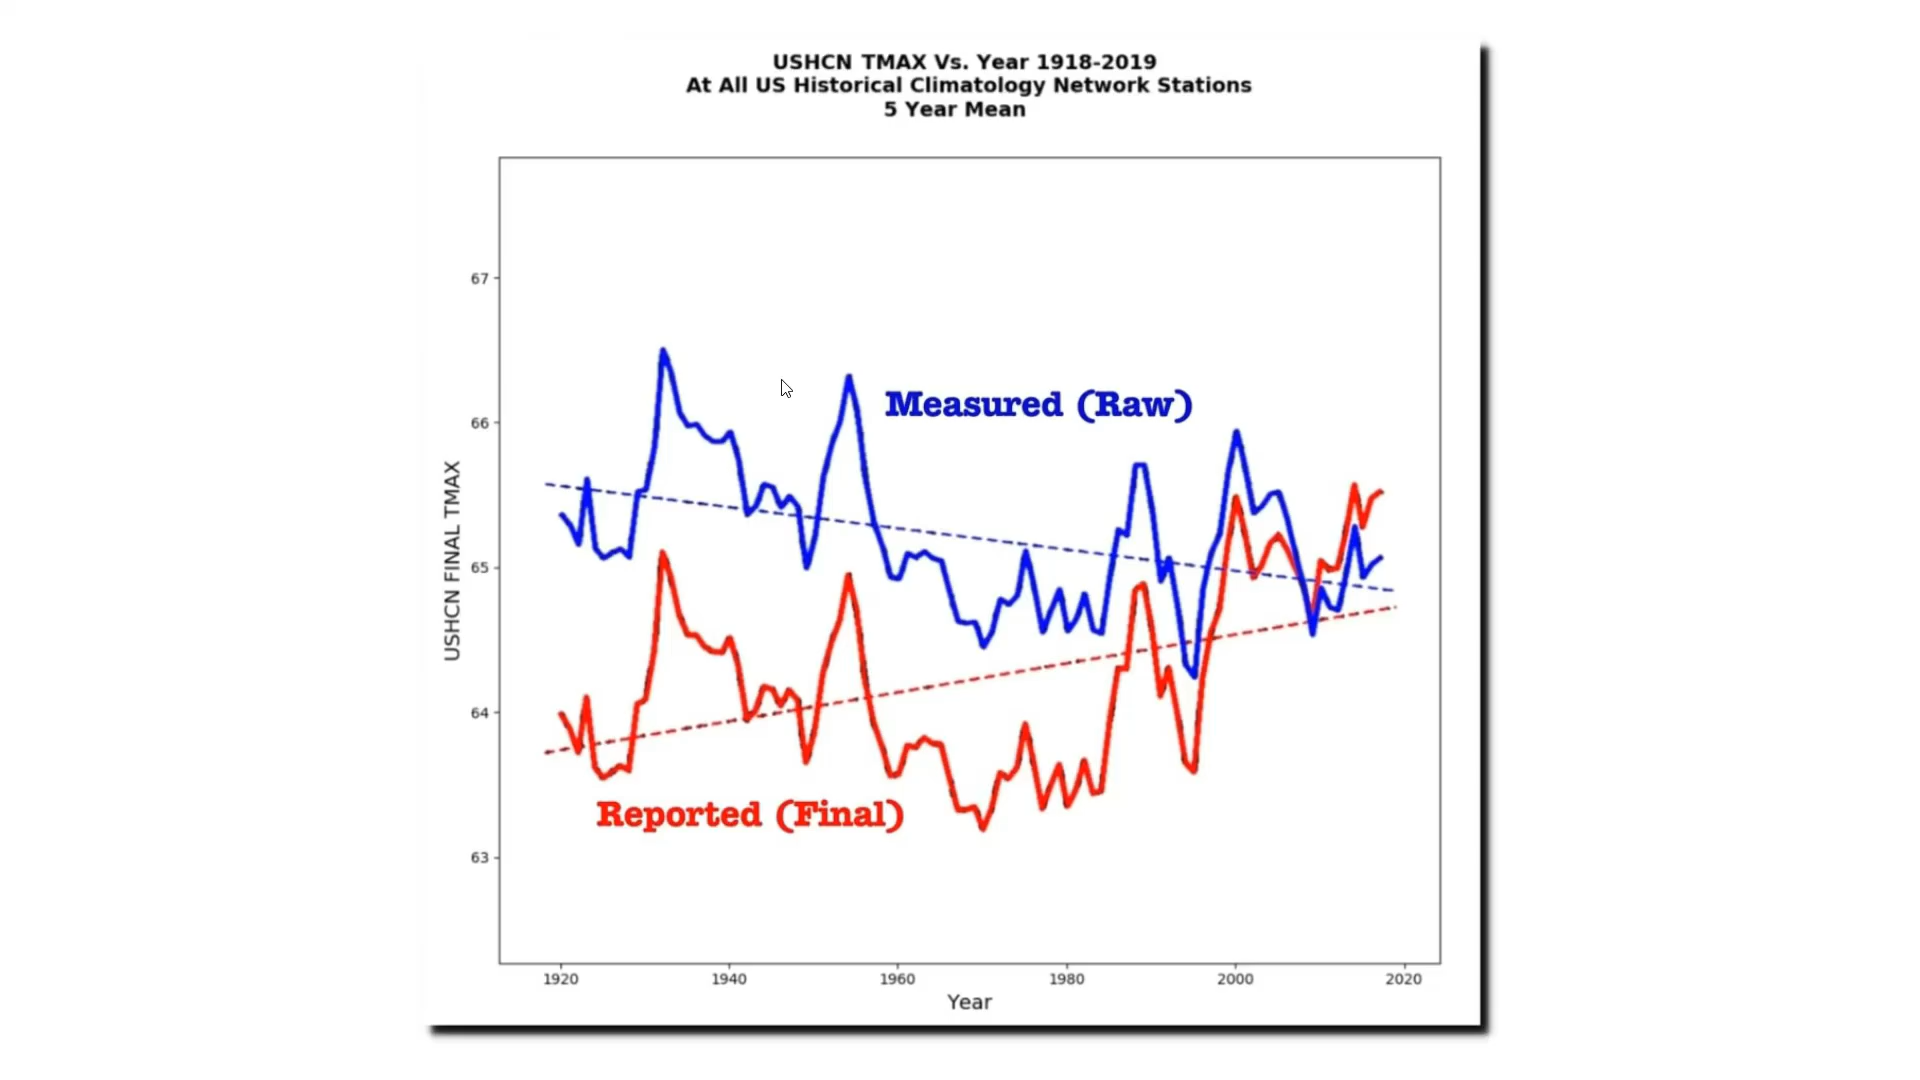 USHCN TMAX Vs. Year 1918-2019
At All US Historical Climatology Network Stations
5 Year Mean
67
66
65
64
63
USHCN FINAL TMAX
Measured (Raw)
Reported (Final)
1920 1940 1960 1980 2000 2020
Year